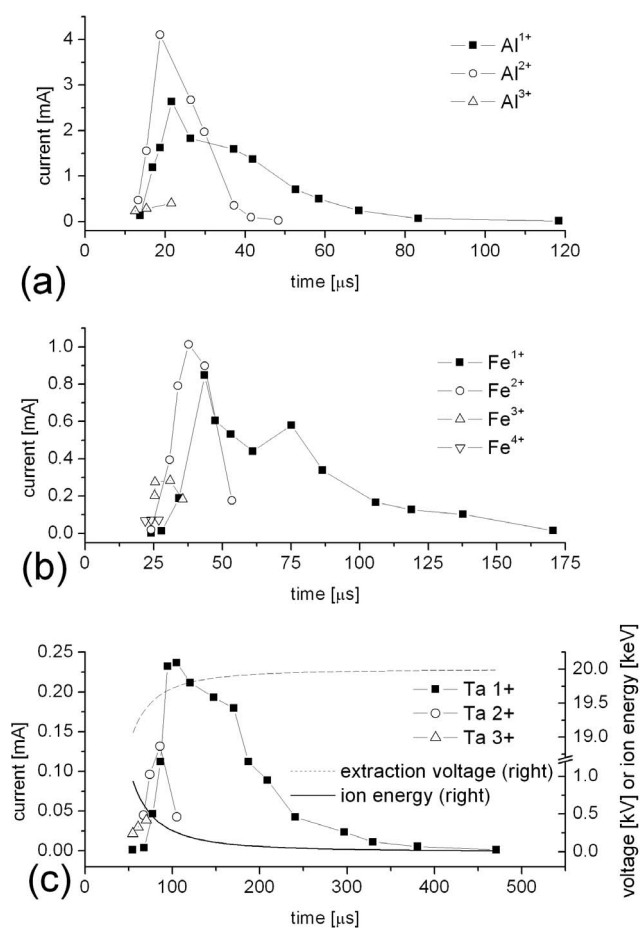 4
3
2
1
0
current [mA]
Al1+
Al2+
Al3+
0 20 40 60 80 100 120
time [μs]
(a)
1.0
0.8
0.6
0.4
0.2
0.0
current [mA]
Fe1+
Fe2+
Fe3+
Fe4+
0 25 50 75 100 125 150 175
time [μs]
(b)
0.25
0.20
0.15
0.10
0.05
0.00
current [mA]
Ta 1+
Ta 2+
Ta 3+
extraction voltage (right)
ion energy (right)
20.0
19.5
19.0
1.0
0.5
0.0
voltage [kV] or ion energy [keV]
0 100 200 300 400 500
time [μs]
(c)